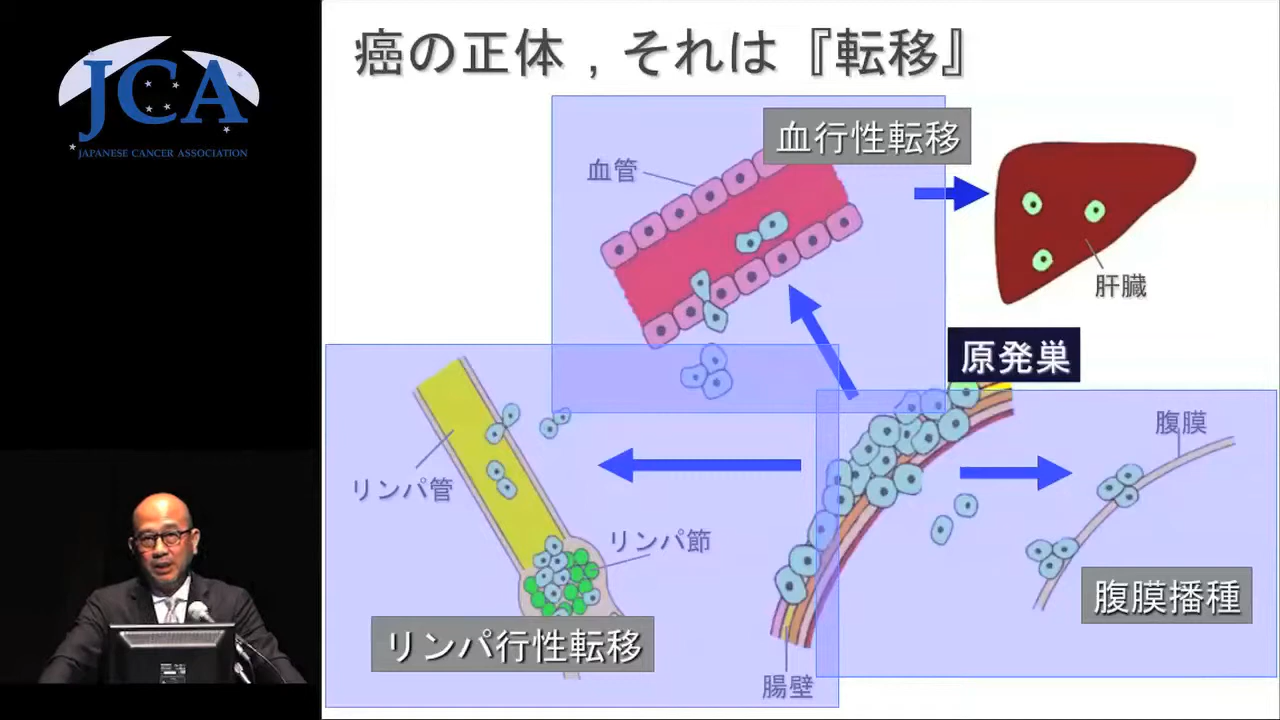 JCA
JAPANESE CANCER ASSOCIATION
癌の正体，それは『転移』
血行性転移
血管
肝臓
原発巣
腹膜
リンパ管
リンパ節
腹膜播種
リンパ行性転移
腸壁